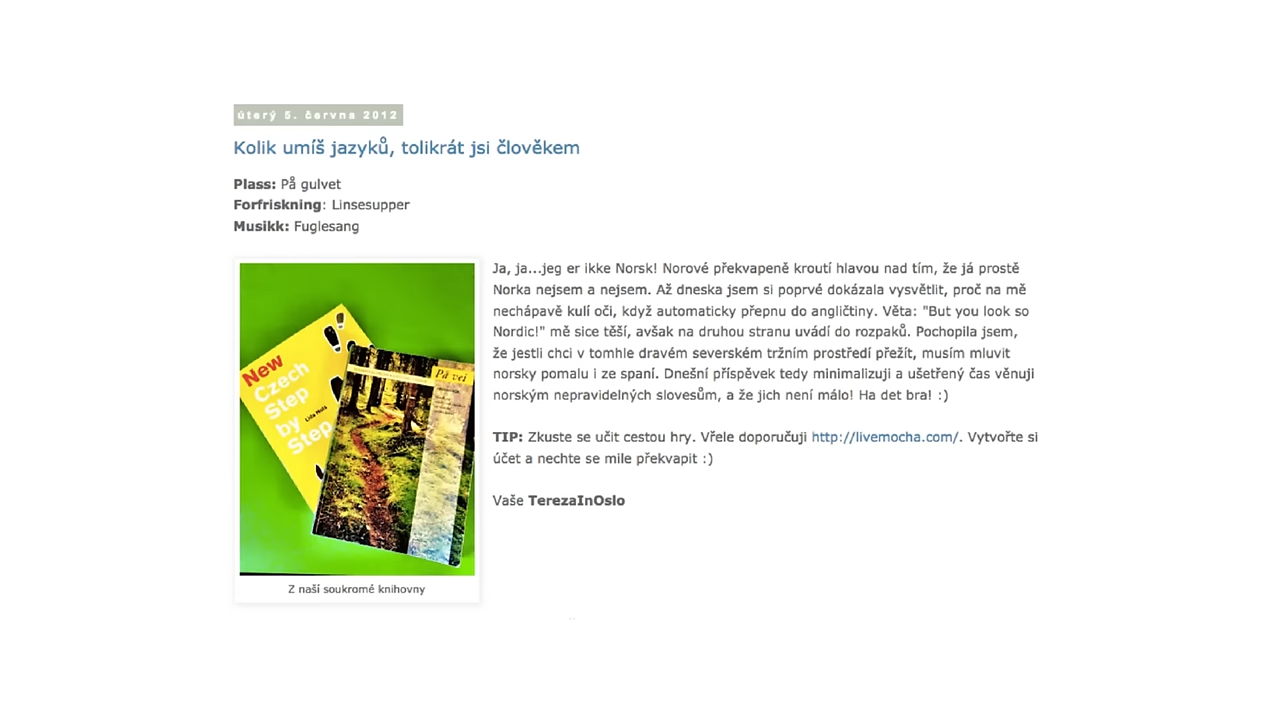 úterý 5. června 2012
Kolik umíš jazyků, tolikrát jsi člověkem
Plass: På gulvet
Forfriskning: Linsesupper
Musikk: Fuglesang
Ja, ja...jeg er ikke Norsk! Norové překvapeně kroutí hlavou nad tím, že já prostě
Norka nejsem a nejsem. Až dneska jsem si poprvé dokázala vysvětlit, proč na mě
nechápavě kulí oči, když automaticky přepnu do angličtiny. Věta: "But you look so
Nordic!" mě sice těší, avšak na druhou stranu uvádí do rozpaků. Pochopila jsem,
že jestli chci v tomhle dravém severském tržním prostředí přežít, musím mluvit
norsky pomalu i ze spaní. Dnešní příspěvek tedy minimalizuji a ušetřený čas věnuji
norským nepravidelných slovesům, a že jich není málo! Ha det bra! :)
TIP: Zkuste se učit cestou hry. Vřele doporučuji http://livemocha.com/. Vytvořte si
účet a nechte se mile překvapit :)
Vaše TerezaInOslo
New
Czech
Step
by
Step
Lída Holá
På vei
Z naší soukromé knihovny